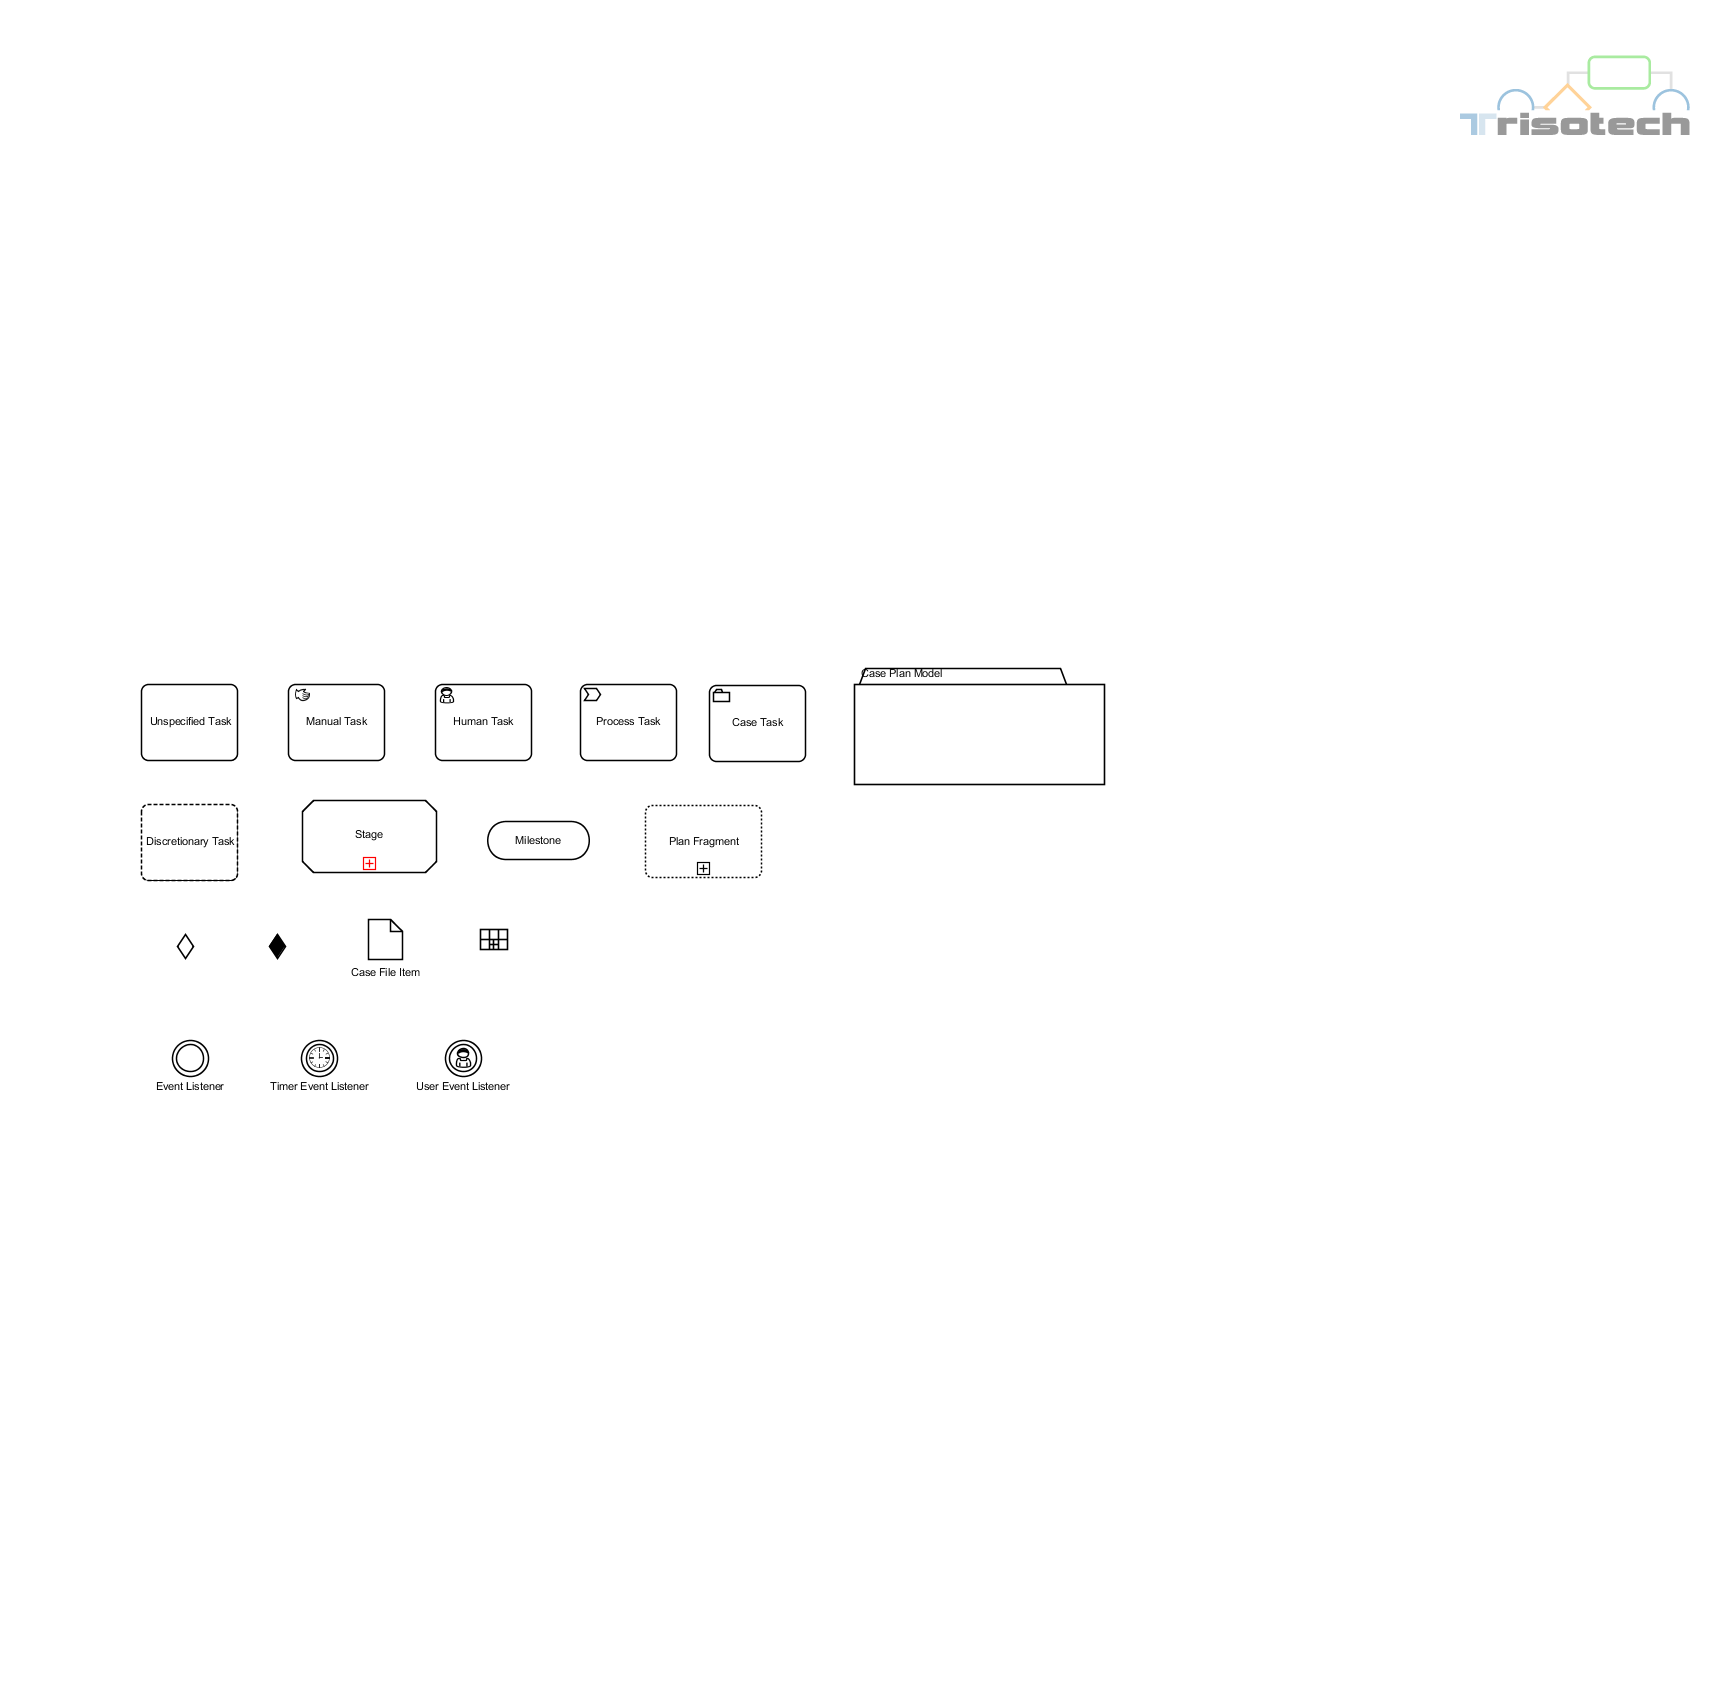 Trisotech
Case Plan Model
Unspecified Task
Manual Task
Human Task
Process Task
Case Task
Discretionary Task
Stage
Milestone
Plan Fragment
Case File Item
Event Listener
Timer Event Listener
User Event Listener